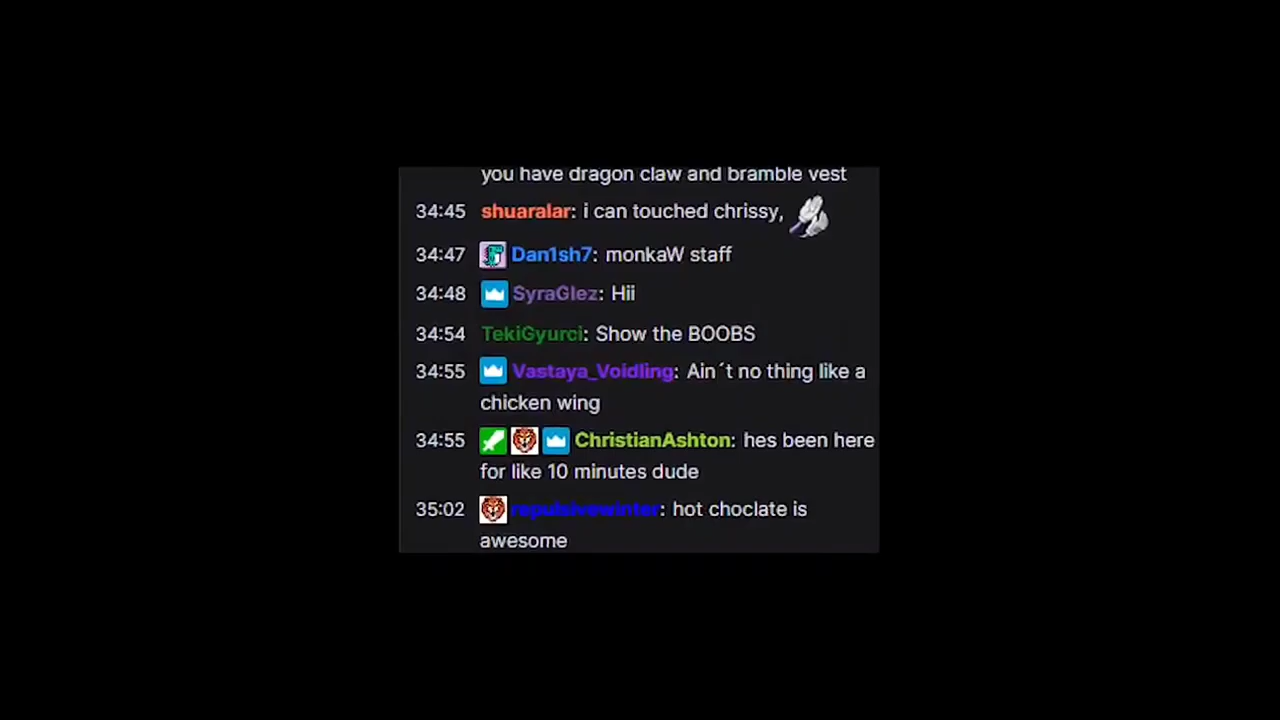 you have dragon claw and bramble vest
34:45 shuaralar: i can touched chrissy,
34:47 Dan1sh7: monkaW staff
34:48 SyraGlez: Hii
34:54 TekiGyurci: Show the BOOBS
34:55 Vastaya_Voidling: Ain´t no thing like a
chicken wing
34:55 ChristianAshton: hes been here
for like 10 minutes dude
35:02 repulsivewinter: hot choclate is
awesome